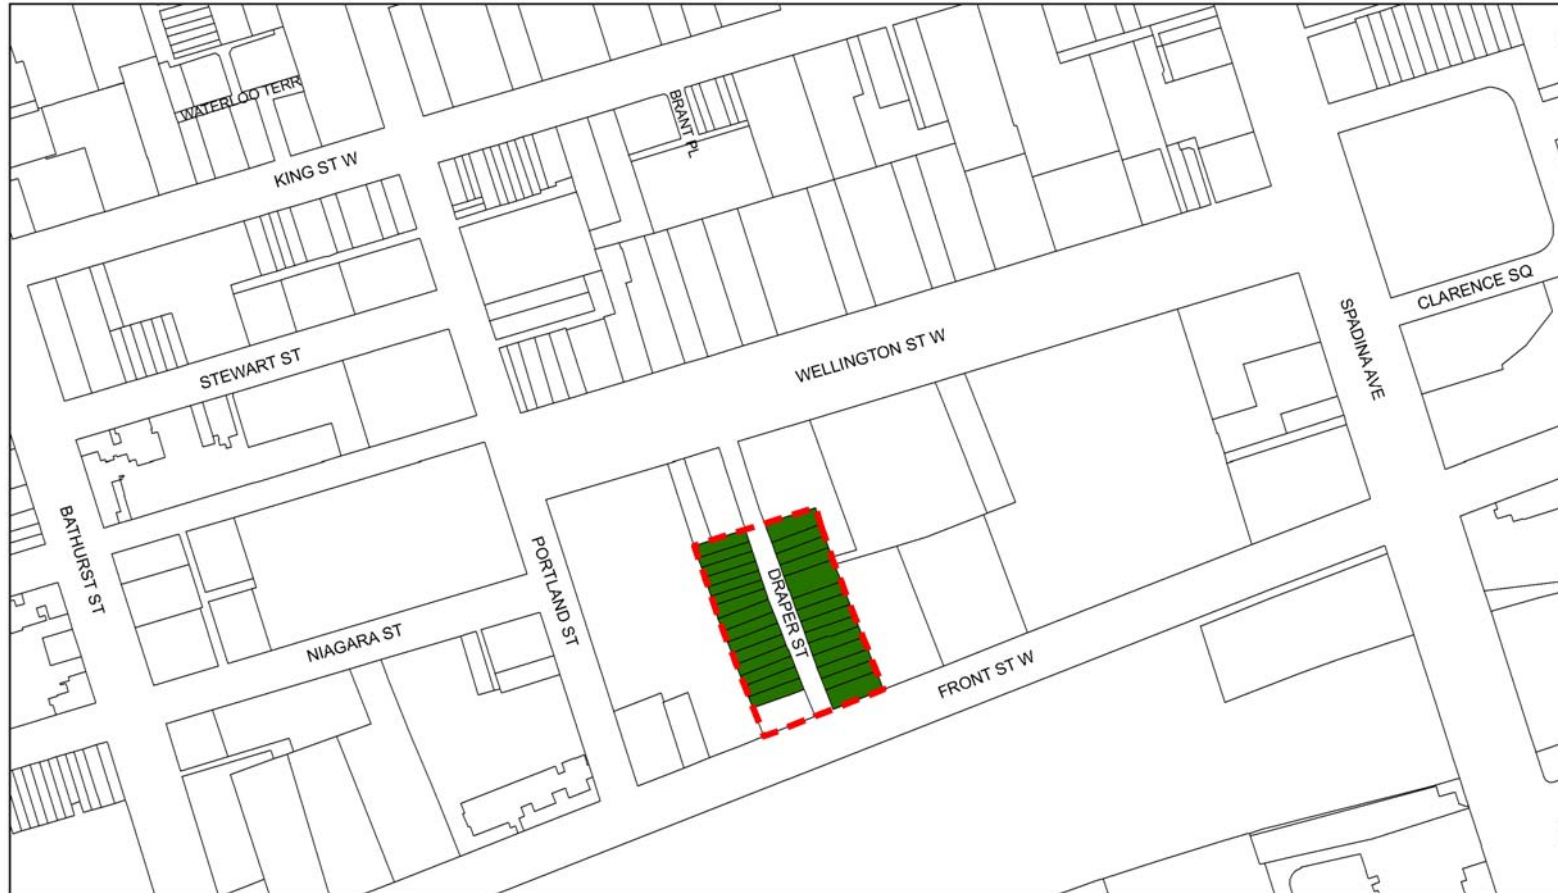 WATERLOO TERR
BRANT PL
KING ST W
CLARENCE SQ
SPADINA AVE
WELLINGTON ST W
STEWART ST
BATHURST ST
PORTLAND ST
DRAPER ST
NIAGARA ST
FRONT ST W